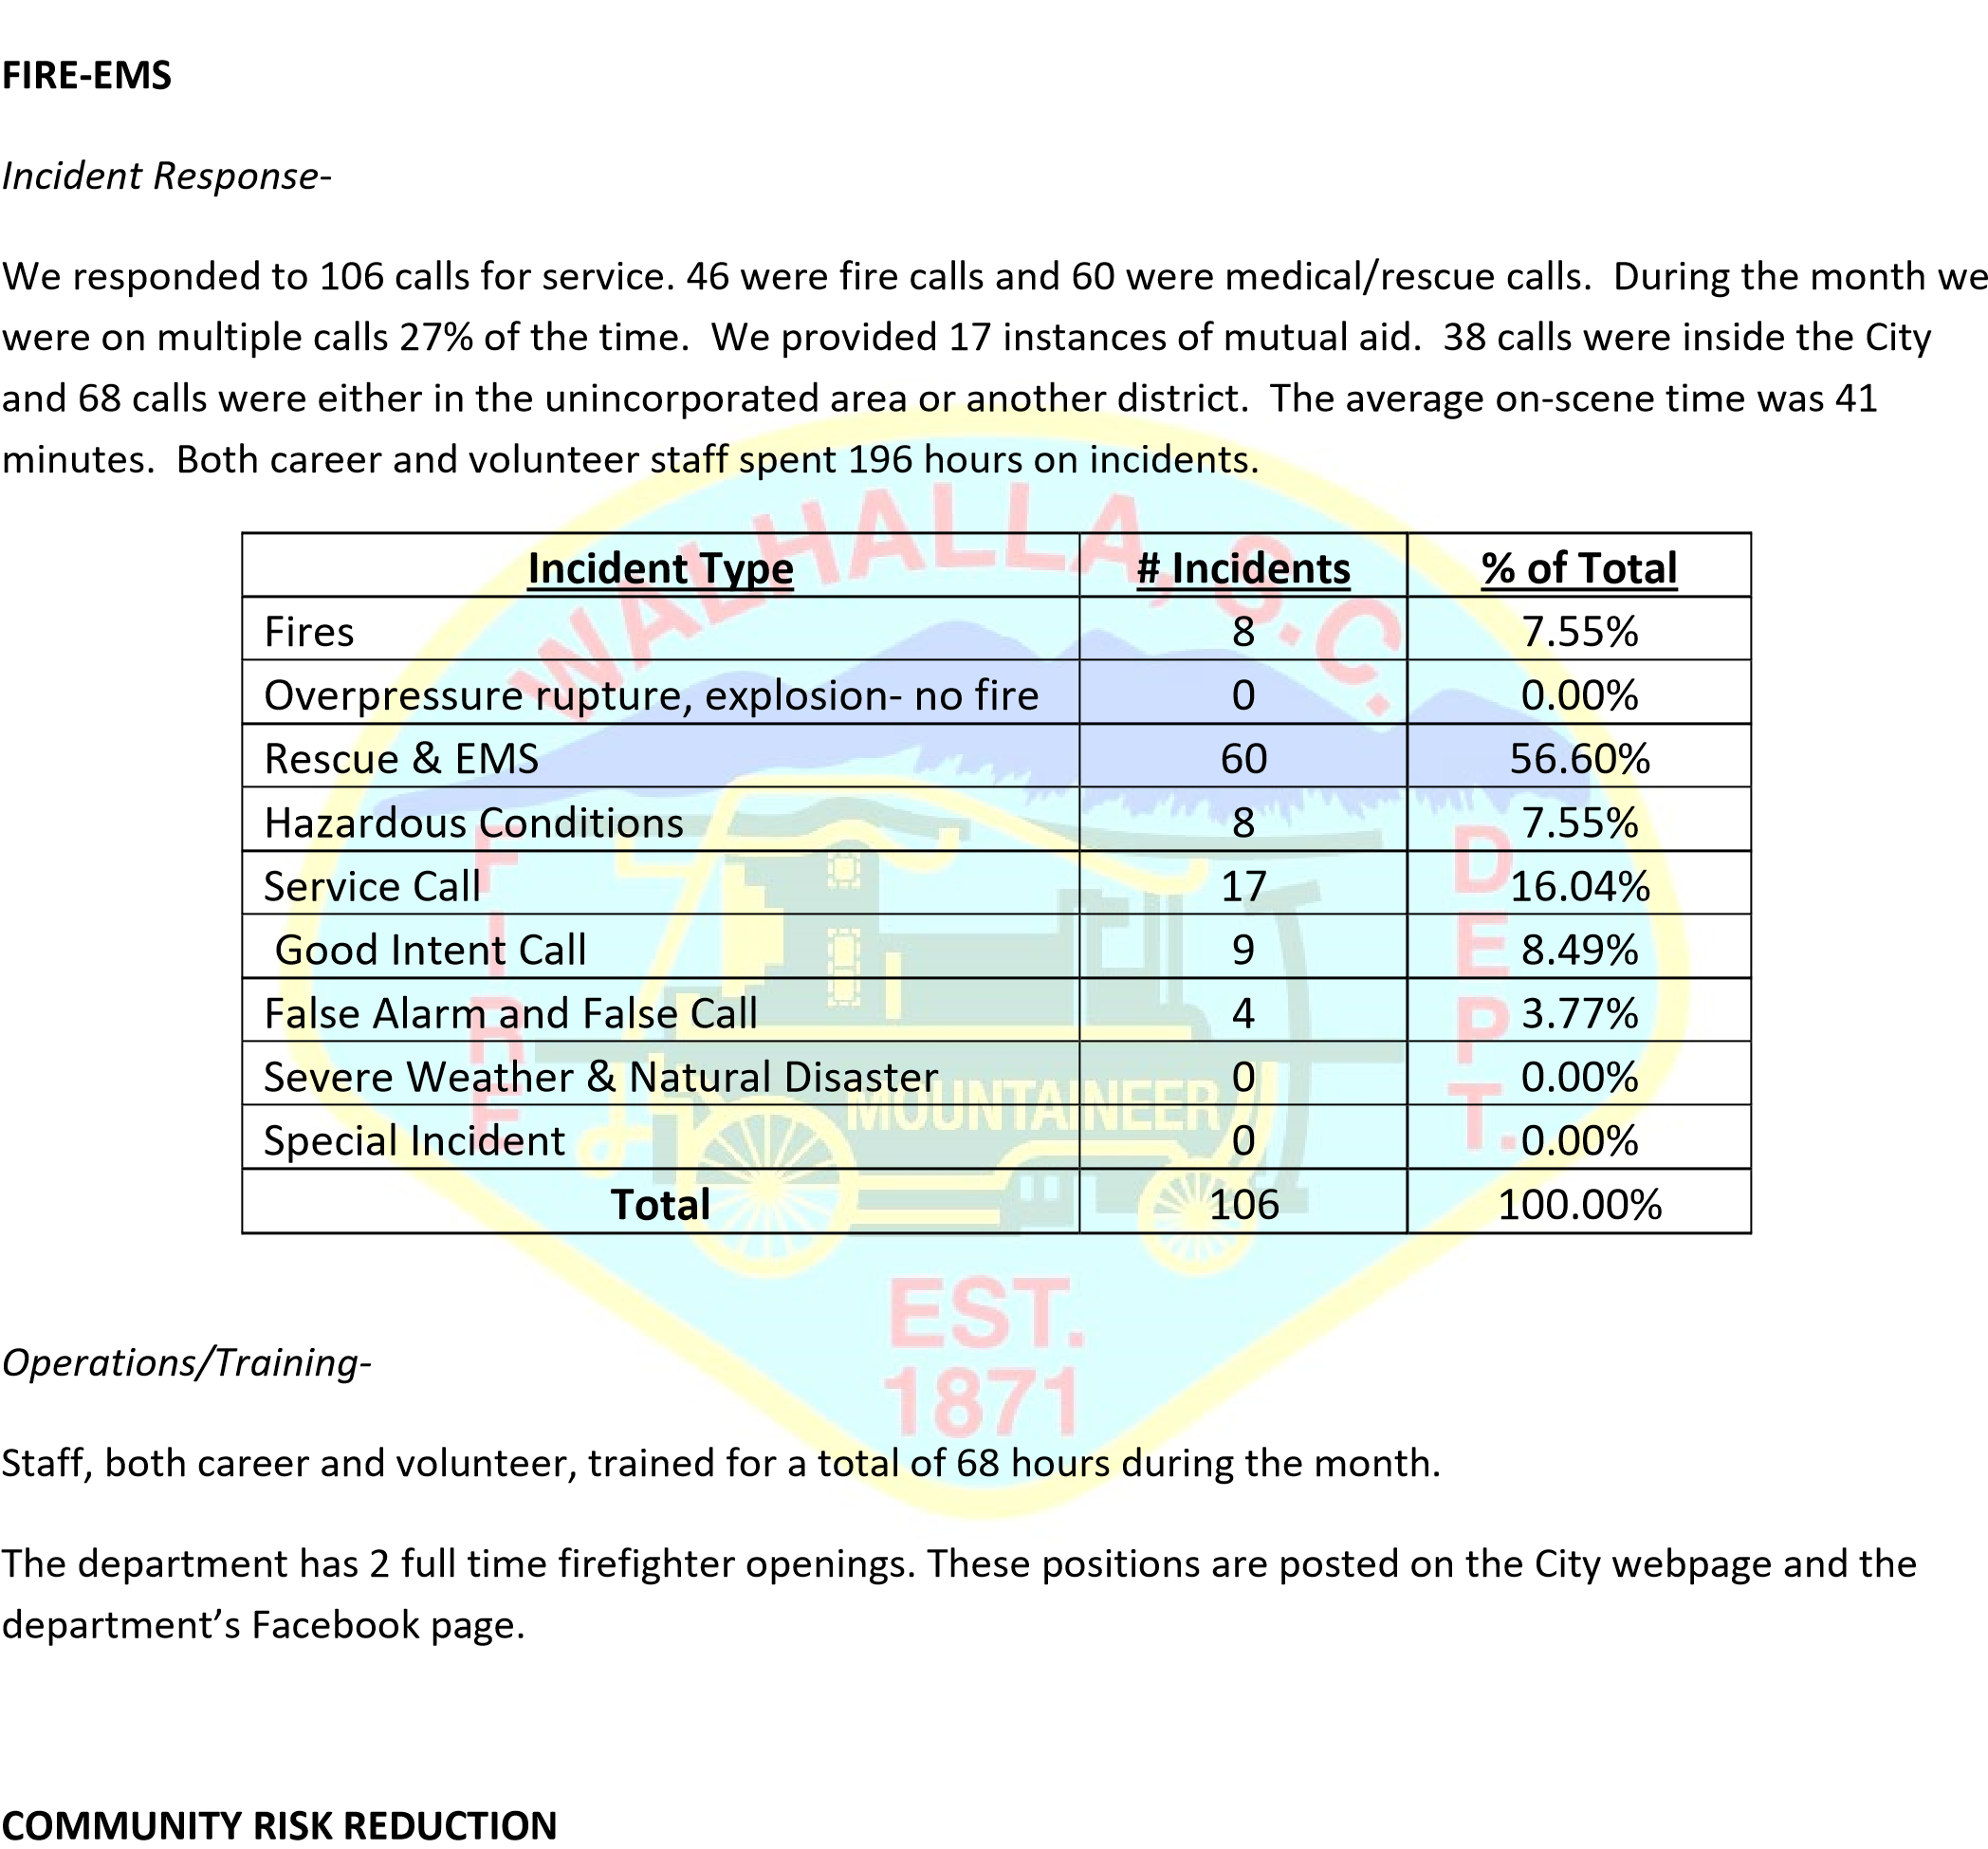 FIRE-EMS
Incident Response-
We responded to 106 calls for service. 46 were fire calls and 60 were medical/rescue calls.  During the month we
were on multiple calls 27% of the time.  We provided 17 instances of mutual aid.  38 calls were inside the City
and 68 calls were either in the unincorporated area or another district.  The average on-scene time was 41
minutes.  Both career and volunteer staff spent 196 hours on incidents.
WALHALLA, S.C.
Incident Type # Incidents % of Total
Fires 8 7.55%
Overpressure rupture, explosion- no fire 0 0.00%
Rescue & EMS 60 56.60%
Hazardous Conditions 8 7.55%
Service Call 17 16.04%
Good Intent Call 9 8.49%
False Alarm and False Call 4 3.77%
Severe Weather & Natural Disaster 0 0.00%
Special Incident 0 0.00%
Total 106 100.00%
FIRE
DEPT.
MOUNTAINEER
EST.
1871
Operations/Training-
Staff, both career and volunteer, trained for a total of 68 hours during the month.
The department has 2 full time firefighter openings. These positions are posted on the City webpage and the
department’s Facebook page.
COMMUNITY RISK REDUCTION